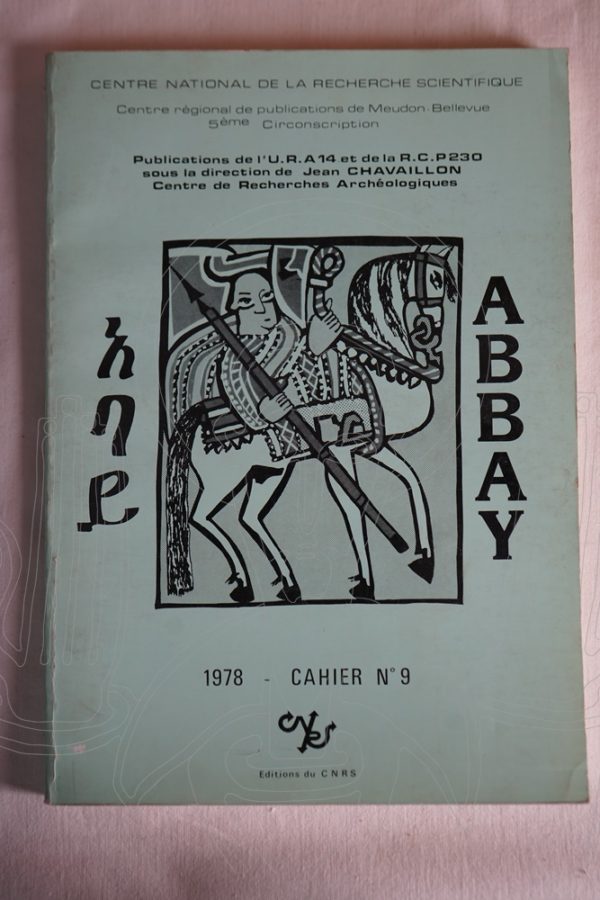 CENTRE NATIONAL DE LA RECHERCHE SCIENTIFIQUE
Centre régional de publications de Meudon-Bellevue
5ème Circonscription
Publications de l'U.R.A14 et de la R.C.P230
sous la direction de Jean CHAVAILLON
Centre de Recherches Archéologiques
አባይ
ABBAY
1978 - CAHIER N°9
cnrs
Editions du CNRS